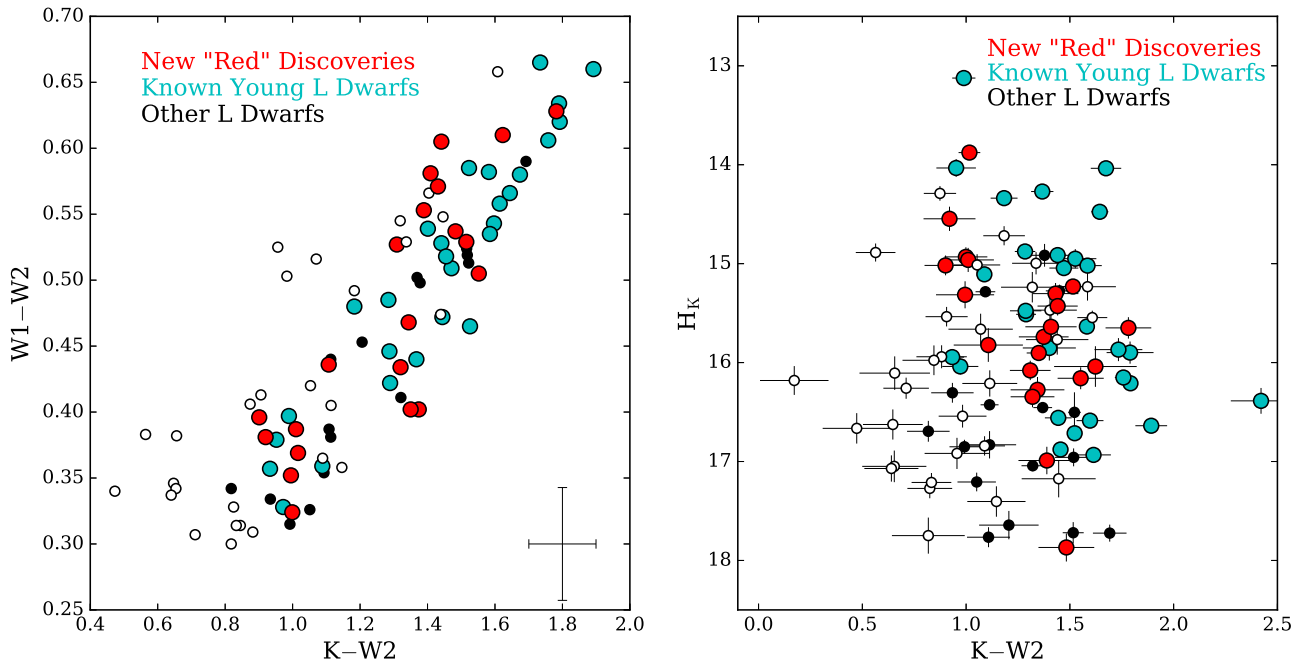 New "Red" Discoveries
Known Young L Dwarfs
Other L Dwarfs
0.70
0.65
0.60
0.55
0.50
0.45
0.40
0.35
0.30
0.25
W1−W2
0.4 0.6 0.8 1.0 1.2 1.4 1.6 1.8 2.0
K−W2
New "Red" Discoveries
Known Young L Dwarfs
Other L Dwarfs
13
14
15
16
17
18
H_K
0.0 0.5 1.0 1.5 2.0 2.5
K−W2